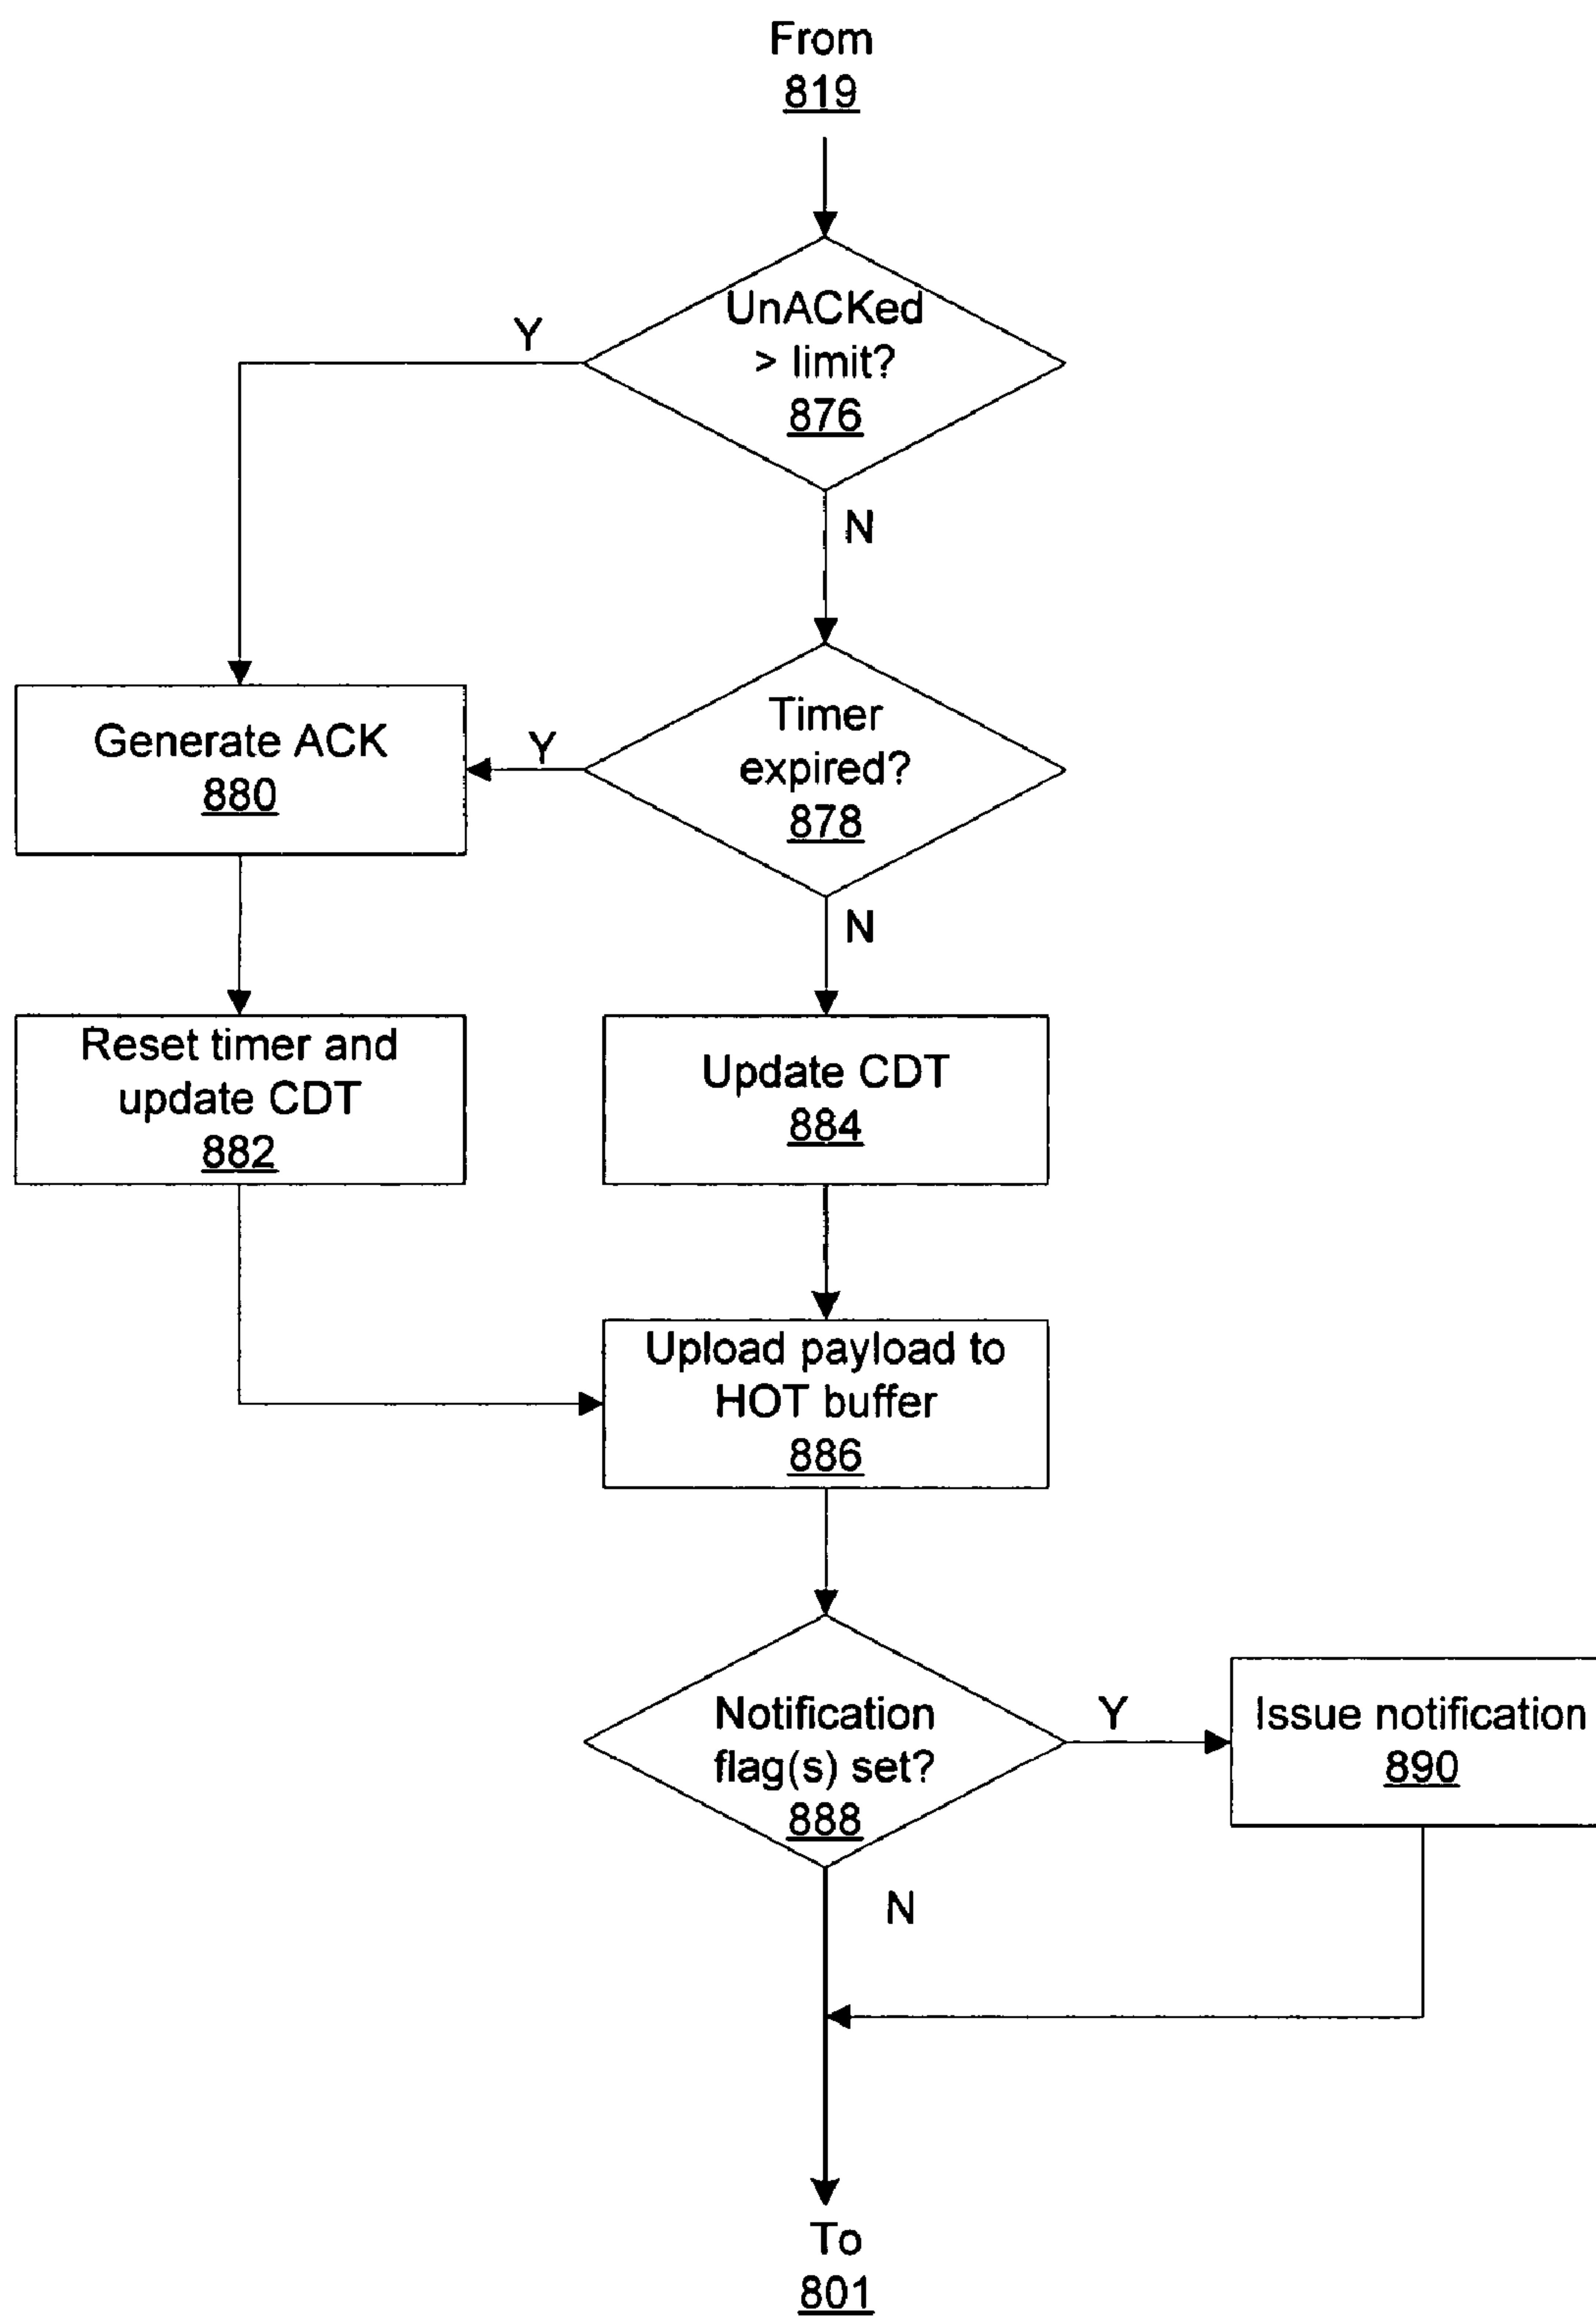 From
819
UnACKed
> limit?
876
Y
N
Timer
expired?
878
Y
Generate ACK
880
N
Reset timer and
update CDT
882
Update CDT
884
Upload payload to
HOT buffer
886
Notification
flag(s) set?
888
Y
Issue notification
890
N
To
801